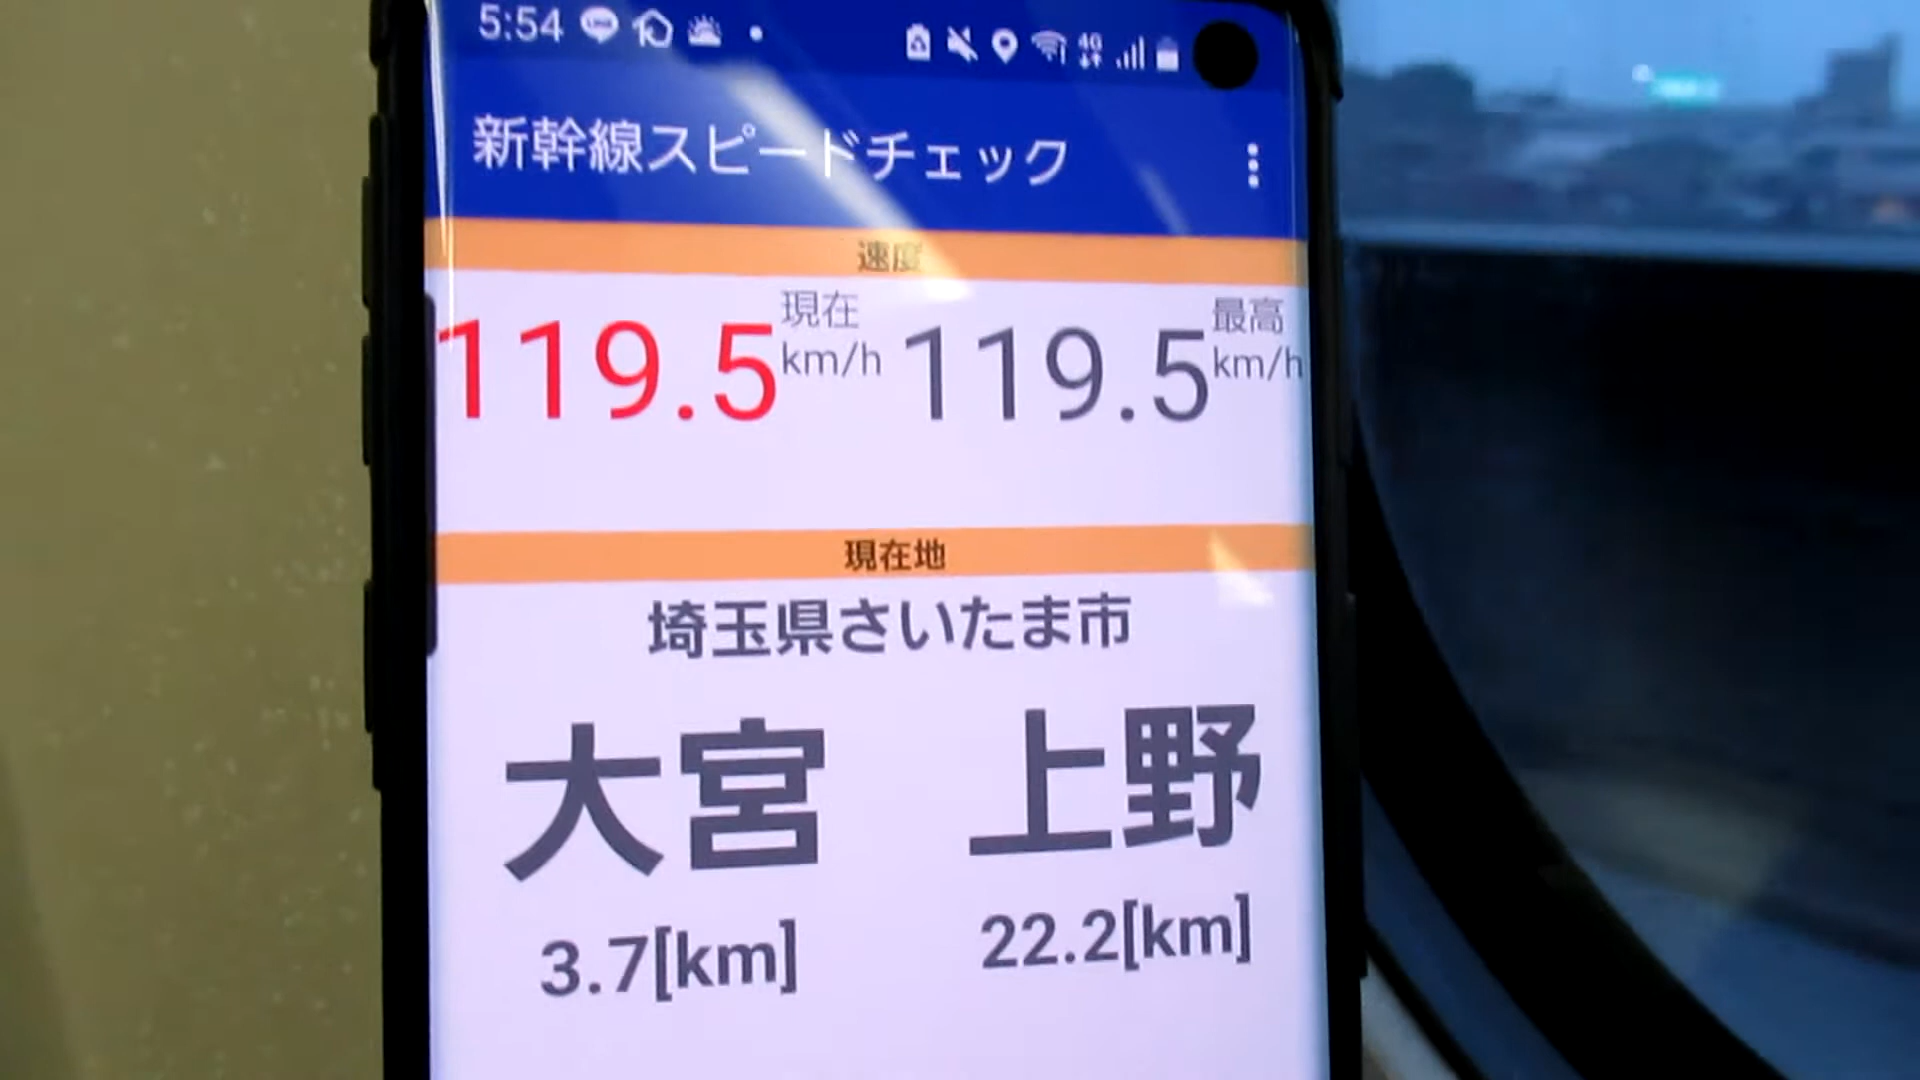 5:54
4G
新幹線スピードチェック
速度
119.5 現在 km/h 119.5 最高 km/h
現在地
埼玉県さいたま市
大宮 上野
3.7[km] 22.2[km]